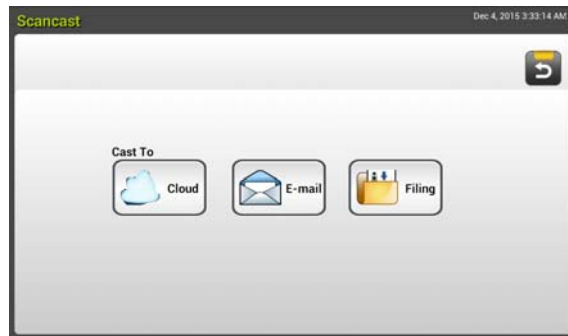 Scancast
Dec 4, 2015 3:33:14 AM
Cast To
Cloud
E-mail
Filing